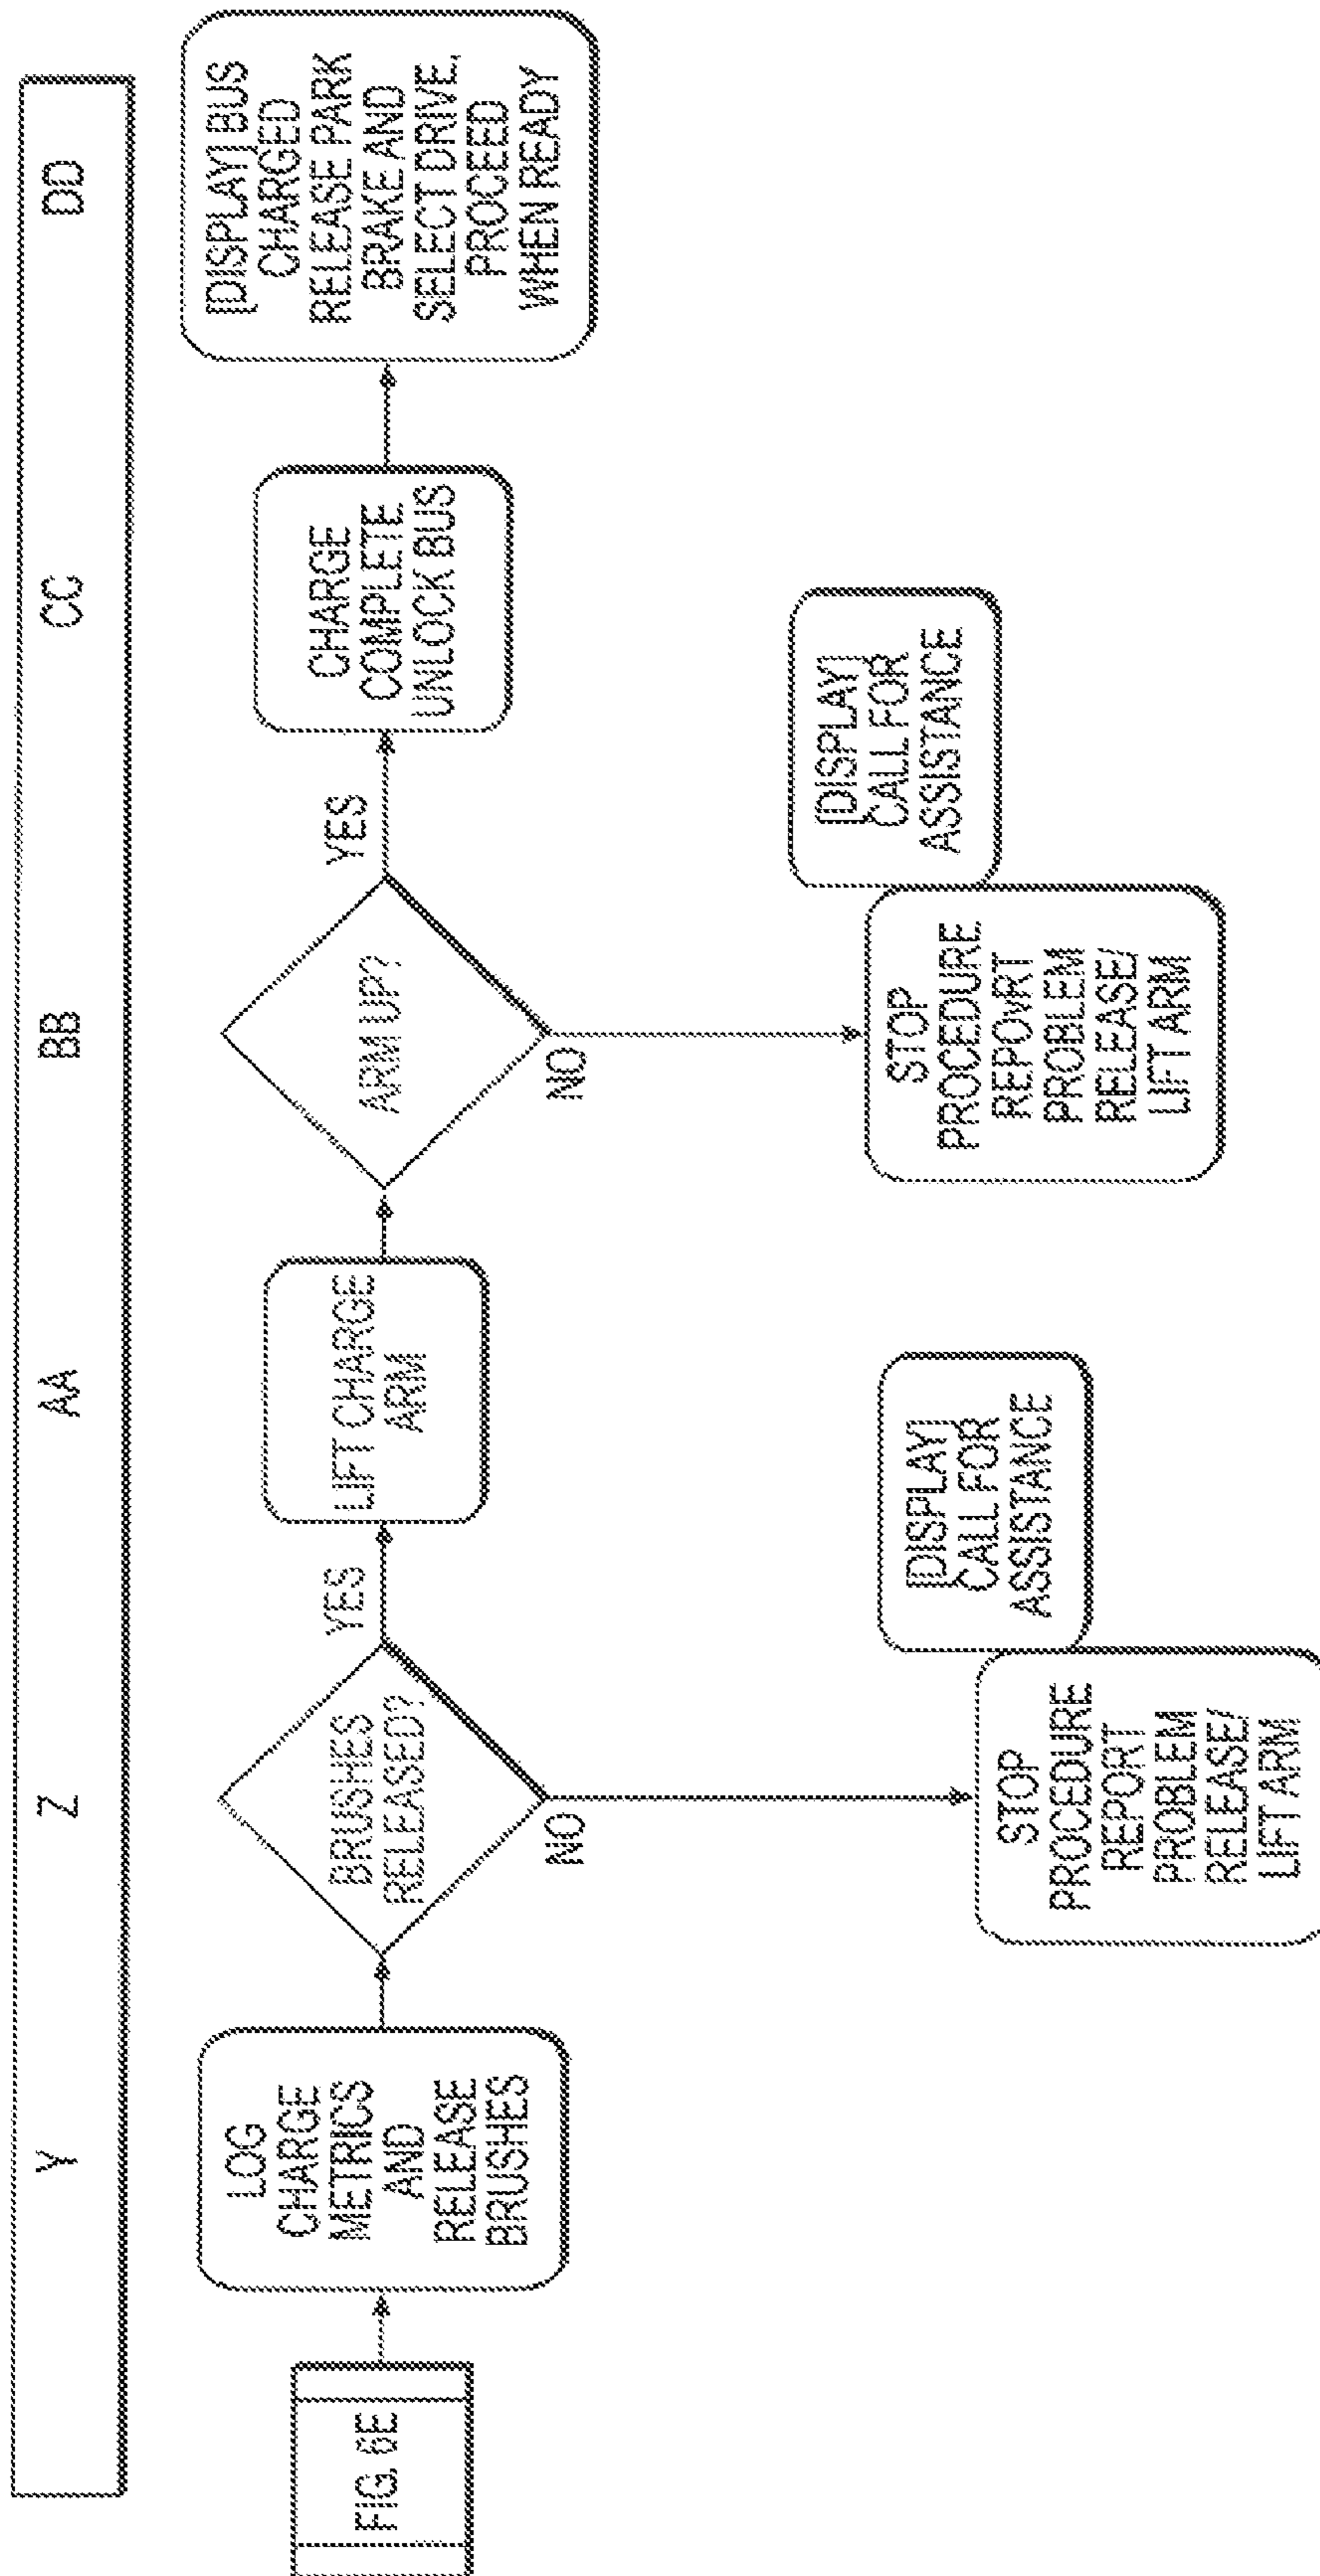 Y Z AA BB CC DD
FIG. 6E
LOG
CHARGE
METRICS
AND
RELEASE
BRUSHES
BRUSHES
RELEASED?
YES
NO
STOP
PROCEDURE
REPORT
PROBLEM
RELEASE/
LIFT ARM
[DISPLAY]
CALL FOR
ASSISTANCE
LIFT CHARGE
ARM
ARM UP?
YES
NO
STOP
PROCEDURE
REPOvRT
PROBLEM
RELEASE/
LIFT ARM
[DISPLAY]
CALL FOR
ASSISTANCE
CHARGE
COMPLETE
UNLOCK BUS
[DISPLAY] BUS
CHARGED
RELEASE PARK
BRAKE AND
SELECT DRIVE,
PROCEED
WHEN READY